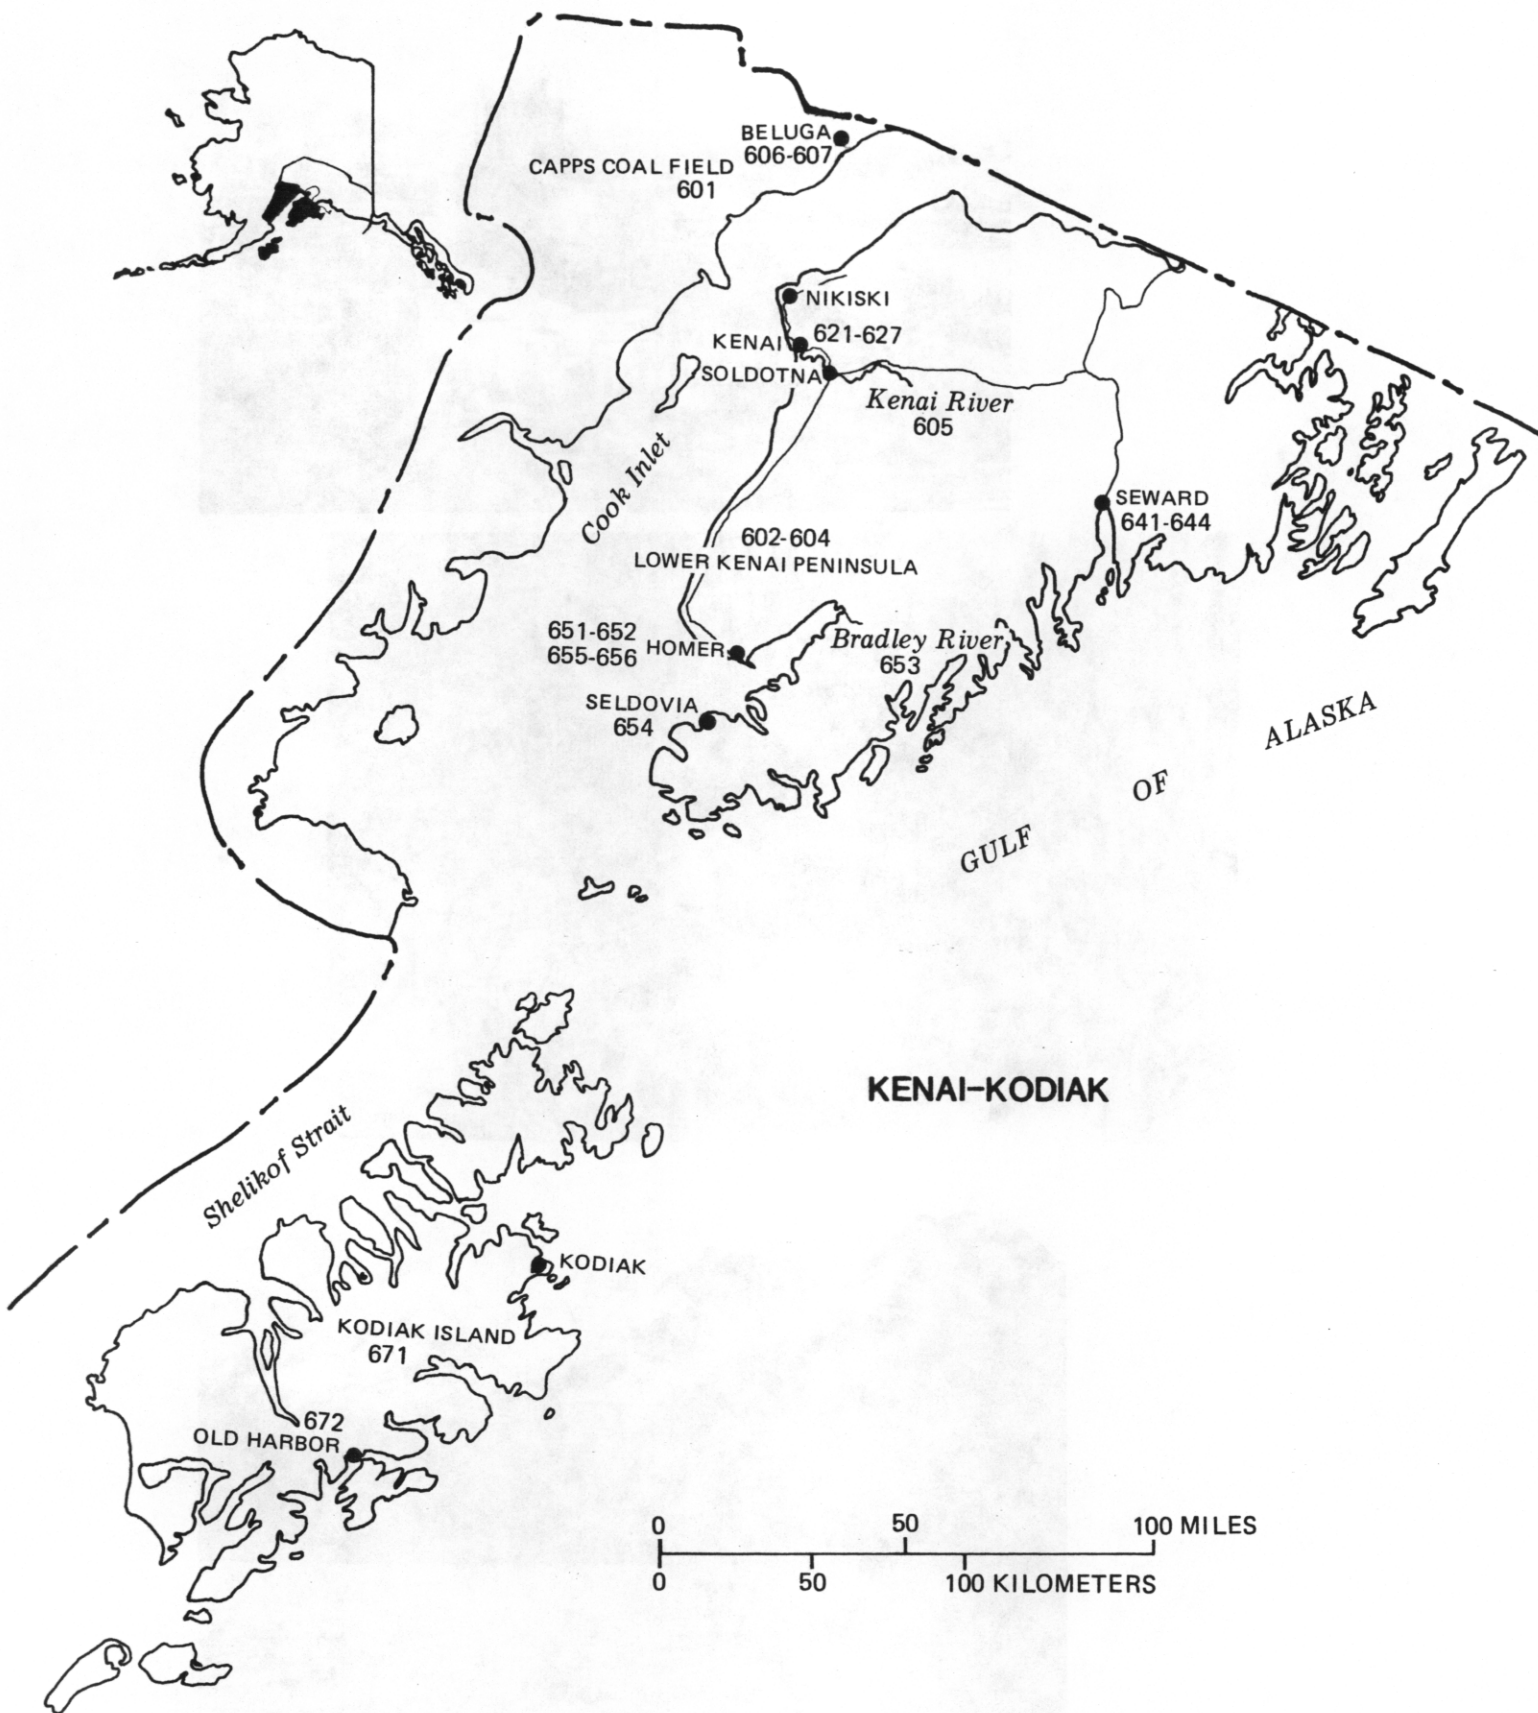 BELUGA
606-607
CAPPS COAL FIELD
601
NIKISKI
621-627
KENAI
SOLDOTNA
Kenai River
605
Cook Inlet
SEWARD
641-644
602-604
LOWER KENAI PENINSULA
651-652
655-656
HOMER
Bradley River
653
SELDOVIA
654
GULF OF ALASKA
KENAI-KODIAK
Shelikof Strait
KODIAK
KODIAK ISLAND
671
672
OLD HARBOR
0 50 100 MILES
0 50 100 KILOMETERS